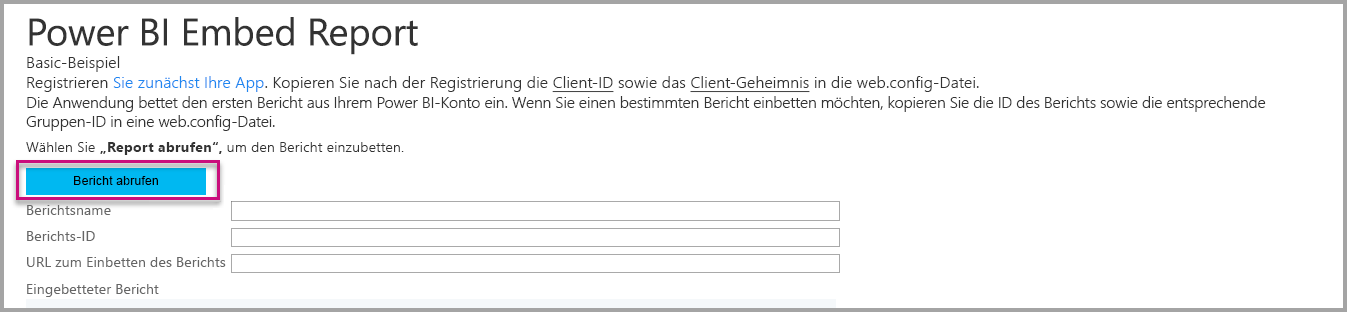 Power BI Embed Report
Basic-Beispiel
Registrieren Sie zunächst Ihre App. Kopieren Sie nach der Registrierung die Client-ID sowie das Client-Geheimnis in die web.config-Datei.
Die Anwendung bettet den ersten Bericht aus Ihrem Power BI-Konto ein. Wenn Sie einen bestimmten Bericht einbetten möchten, kopieren Sie die ID des Berichts sowie die entsprechende
Gruppen-ID in eine web.config-Datei.
Wählen Sie „Report abrufen“, um den Bericht einzubetten.
Bericht abrufen
Berichtsname
Berichts-ID
URL zum Einbetten des Berichts
Eingebetteter Bericht